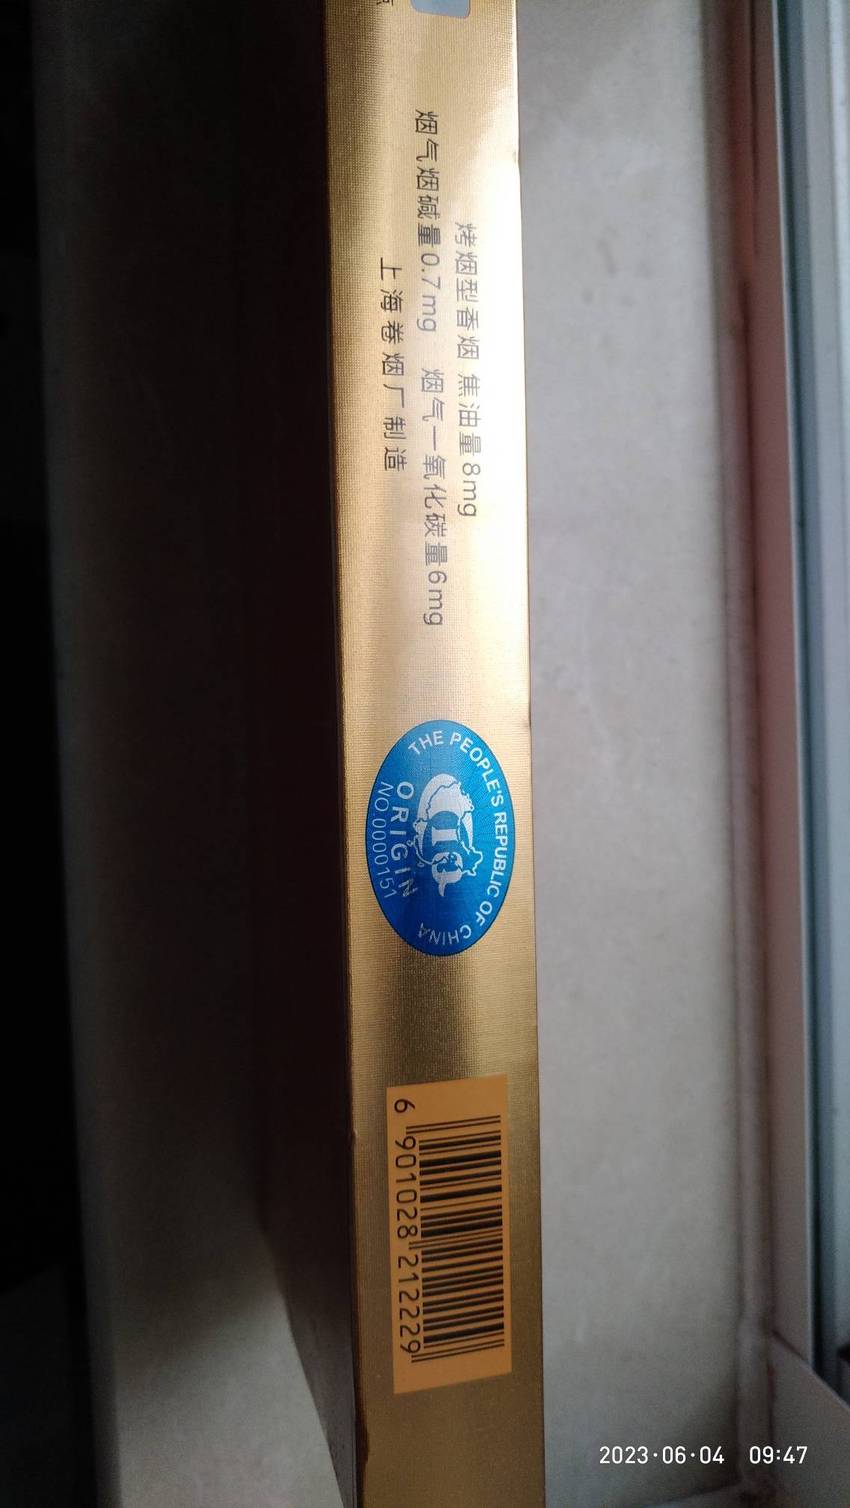 烤烟型香烟 焦油量8mg
烟气烟碱量0.7mg 烟气一氧化碳量6mg
上海卷烟厂制造
THE PEOPLE'S REPUBLIC OF CHINA
ORIGIN
NO.0000151
6 901028 212229
2023·06·04 09:47